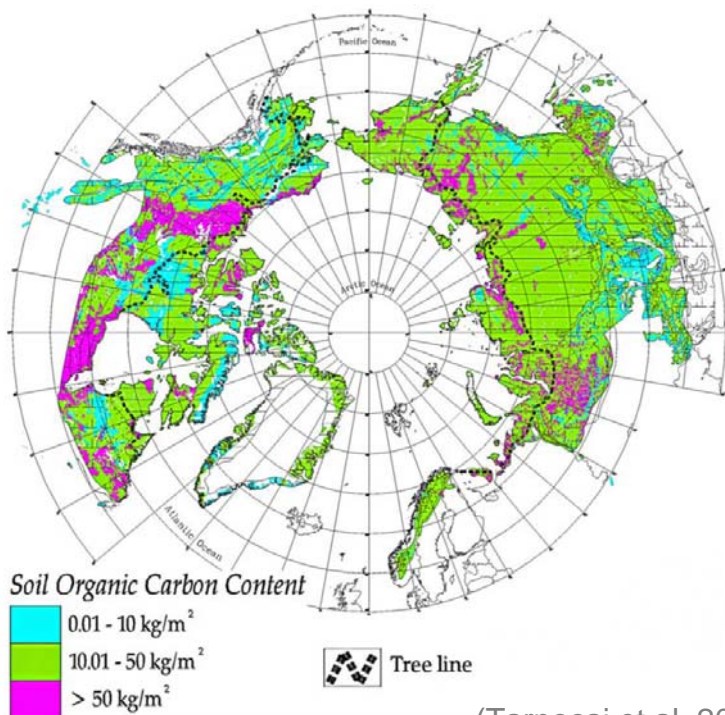 Pacific Ocean
Arctic Ocean
Atlantic Ocean
Soil Organic Carbon Content
0.01 - 10 kg/m²
10.01 - 50 kg/m²
> 50 kg/m²
Tree line